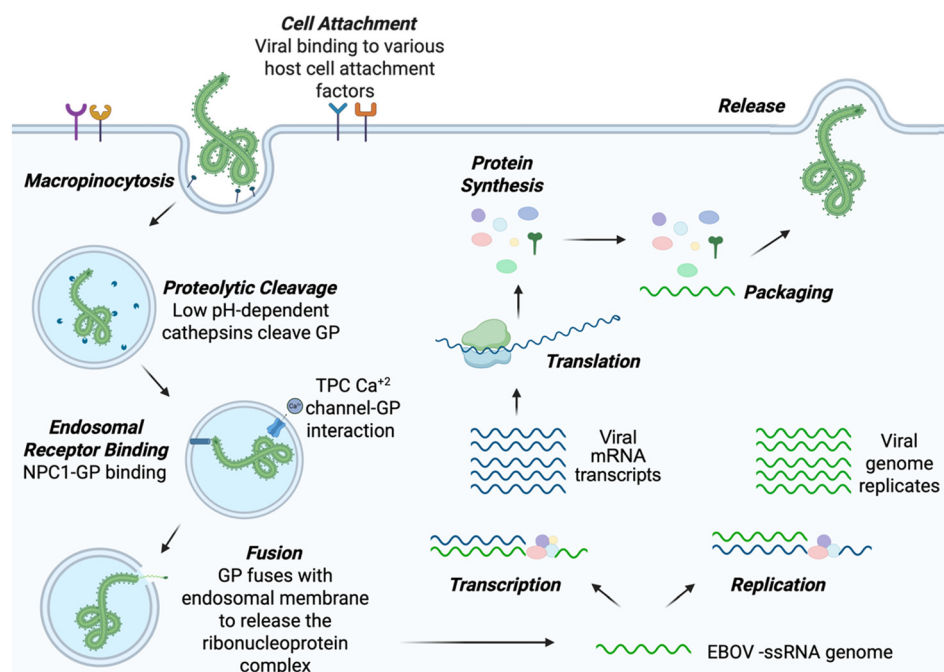 Cell Attachment
Viral binding to various
host cell attachment
factors
Release
Macropinocytosis
Protein
Synthesis
Proteolytic Cleavage
Low pH-dependent
cathepsins cleave GP
Packaging
Translation
TPC Ca+2
channel-GP
interaction
Ca2+
Endosomal
Receptor Binding
NPC1-GP binding
Viral
mRNA
transcripts
Viral
genome
replicates
Fusion
GP fuses with
endosomal membrane
to release the
ribonucleoprotein
complex
Transcription
Replication
EBOV -ssRNA genome